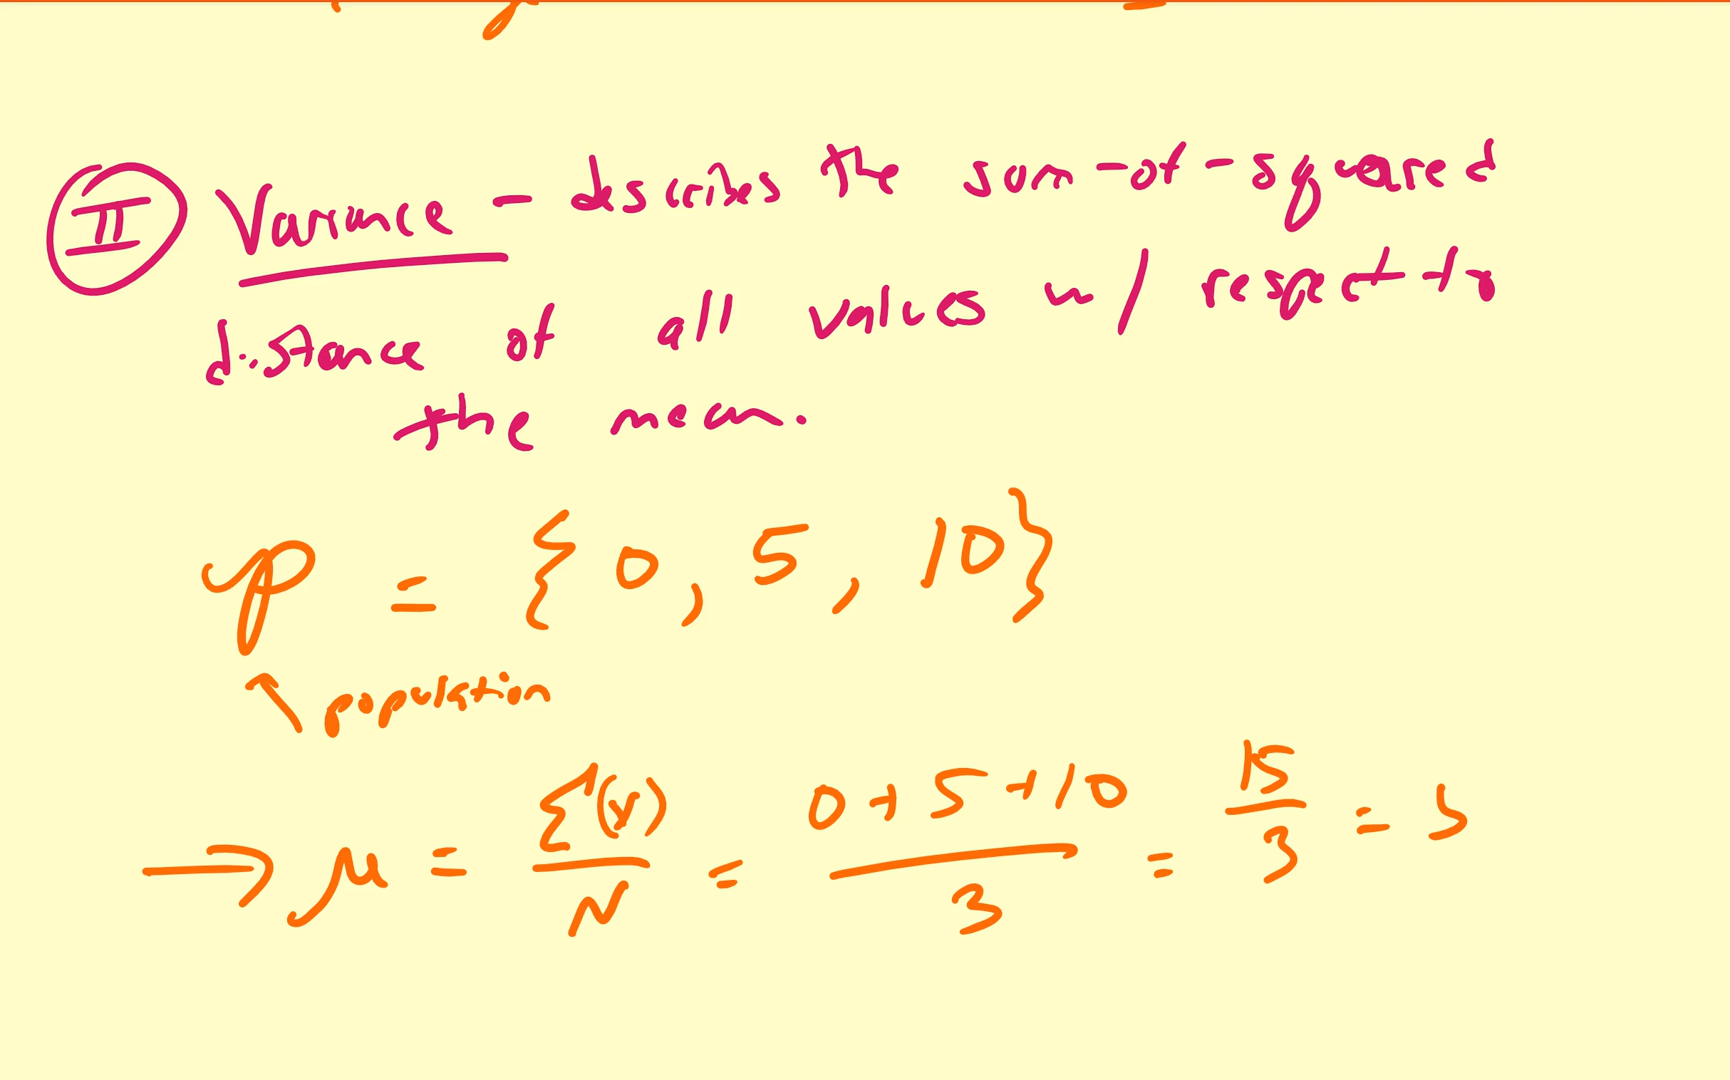 II Variance - describes the sum-of-squared
distance of all values w/ respect to
the mean.
P = { 0, 5, 10}
population
→ μ = Σ(x)/N = 0+5+10/3 = 15/3 = 5